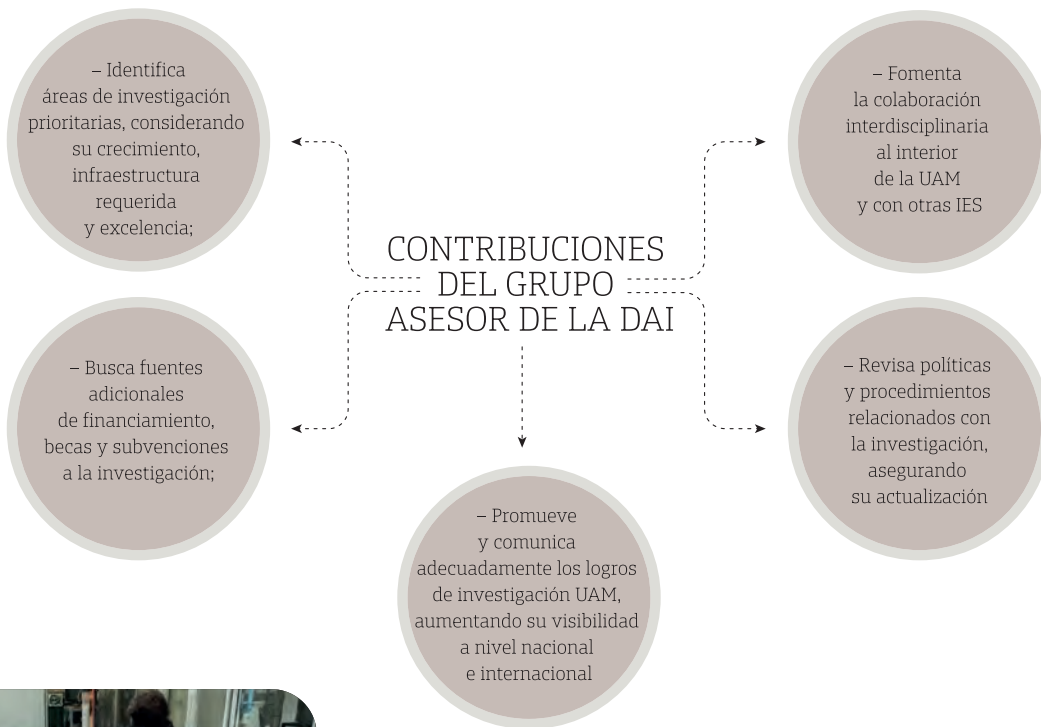 – Identifica
áreas de investigación
prioritarias, considerando
su crecimiento,
infraestructura
requerida
y excelencia;
– Fomenta
la colaboración
interdisciplinaria
al interior
de la UAM
y con otras IES
CONTRIBUCIONES
DEL GRUPO
ASESOR DE LA DAI
– Busca fuentes
adicionales
de financiamiento,
becas y subvenciones
a la investigación;
– Revisa políticas
y procedimientos
relacionados con
la investigación,
asegurando
su actualización
– Promueve
y comunica
adecuadamente los logros
de investigación UAM,
aumentando su visibilidad
a nivel nacional
e internacional